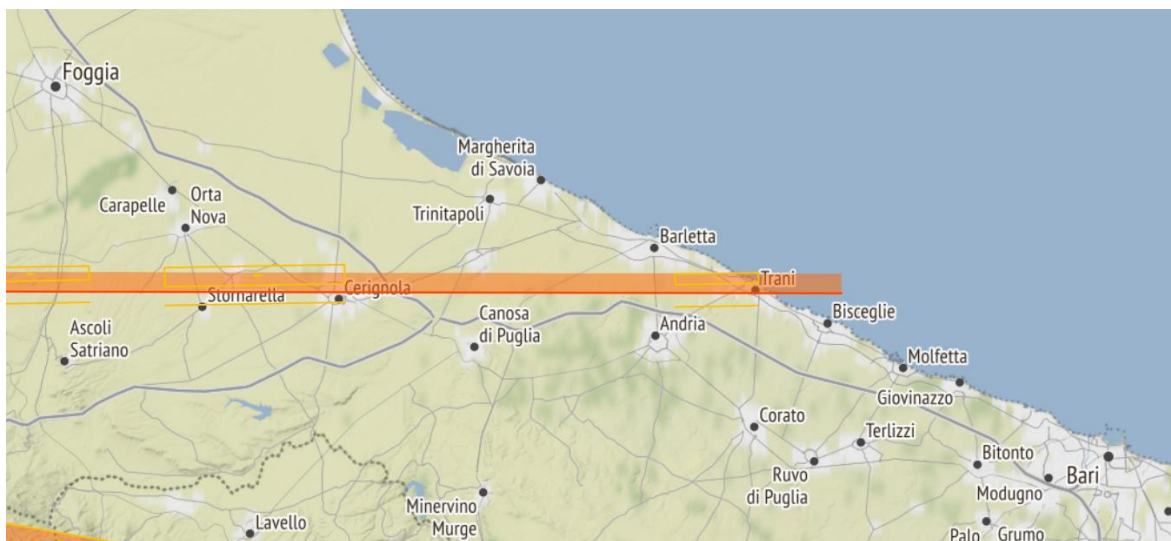 Foggia
Margherita
di Savoia
Carapelle
Orta
Nova
Trinitapoli
Barletta
Trani
Stornarella
Cerignola
Canosa
di Puglia
Andria
Bisceglie
Ascoli
Satriano
Molfetta
Giovinazzo
Corato
Terlizzi
Ruvo
di Puglia
Bitonto
Bari
Modugno
Minervino
Murge
Lavello
Palo
Grumo